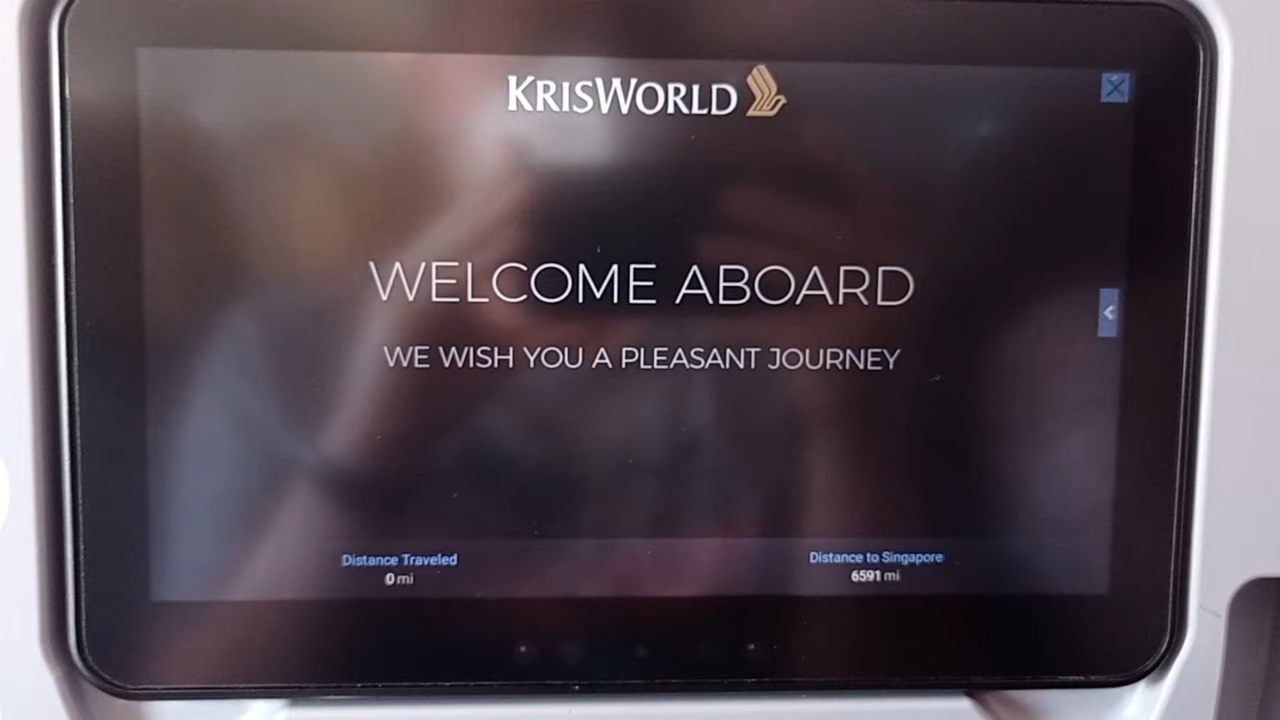 KRISWORLD
WELCOME ABOARD
WE WISH YOU A PLEASANT JOURNEY
Distance Traveled
0 mi
Distance to Singapore
6591 mi